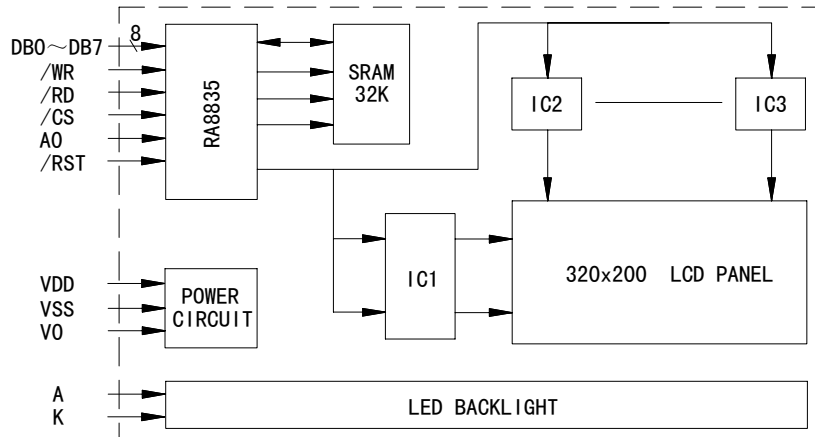 DB0～DB7
8
/WR
/RD
/CS
A0
/RST
RA8835
SRAM
32K
IC2
IC3
IC1
320x200 LCD PANEL
VDD
VSS
V0
POWER
CIRCUIT
A
K
LED BACKLIGHT